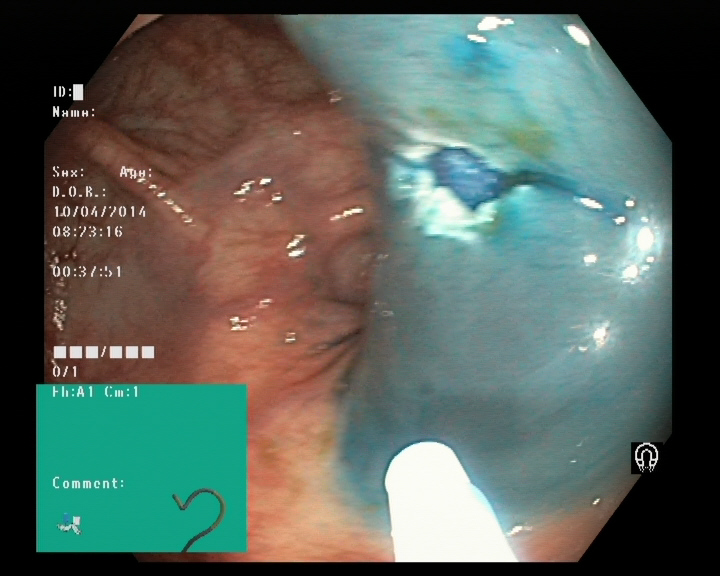 ID:
Name:
Sex: Age:
D.O.B.:
10/04/2014
08:23:16
00:37:51
■■■/■■■
0/1
Eh:A1 Cm:1
Comment: